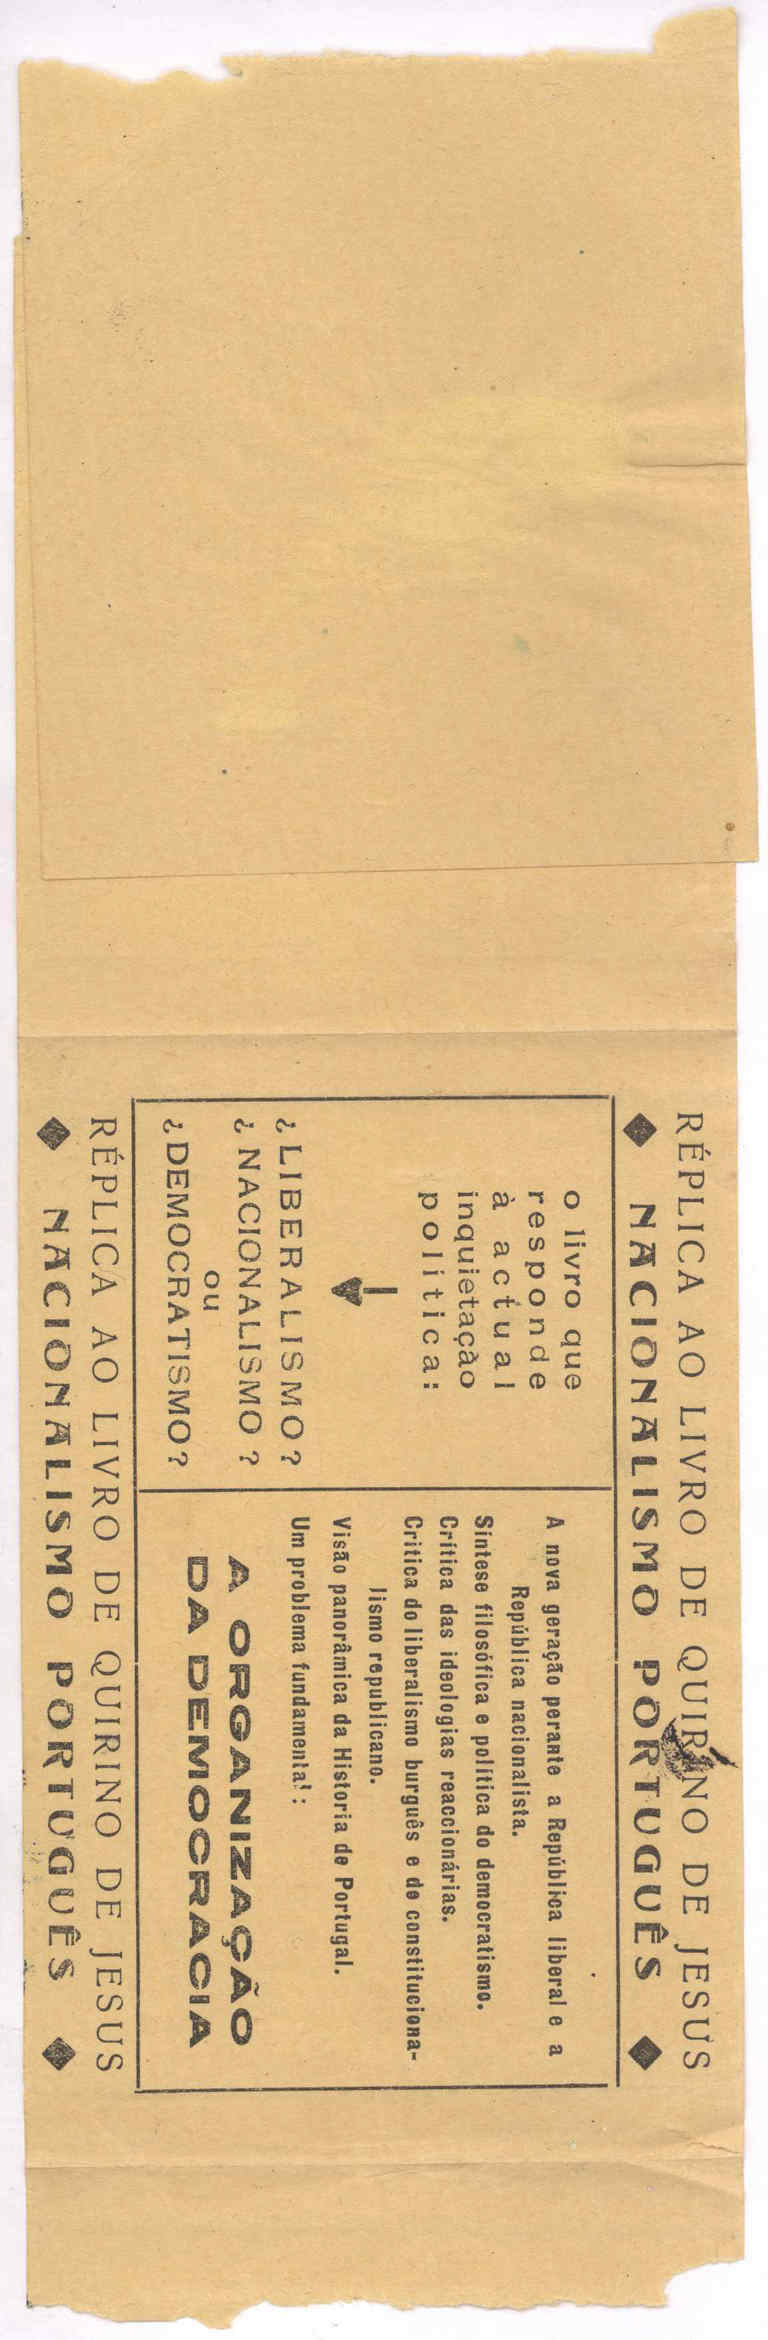 RÉPLICA AO LIVRO DE QUIRINO DE JESUS
◆ NACIONALISMO PORTUGUÊS ◆
o livro que
responde
à actual
inquietação
politica:
¿LIBERALISMO?
¿NACIONALISMO?
OU
¿DEMOCRATISMO?
A nova geração perante a República liberal e a
República nacionalista.
Síntese filosófica e política do democratismo.
Crítica das ideologias reaccionárias.
Critica do liberalismo burguês e do constituciona-
lismo republicano.
Visão panorâmica da Historia de Portugal.
Um problema fundamental:
A ORGANIZAÇÃO
DA DEMOCRACIA
RÉPLICA AO LIVRO DE QUIRINO DE JESUS
◆ NACIONALISMO PORTUGUÊS ◆